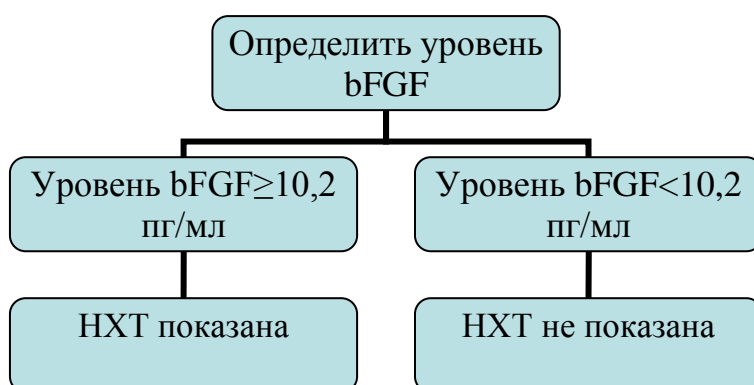 Определить уровень
bFGF
Уровень bFGF≥10,2
пг/мл
Уровень bFGF<10,2
пг/мл
НХТ показана
НХТ не показана